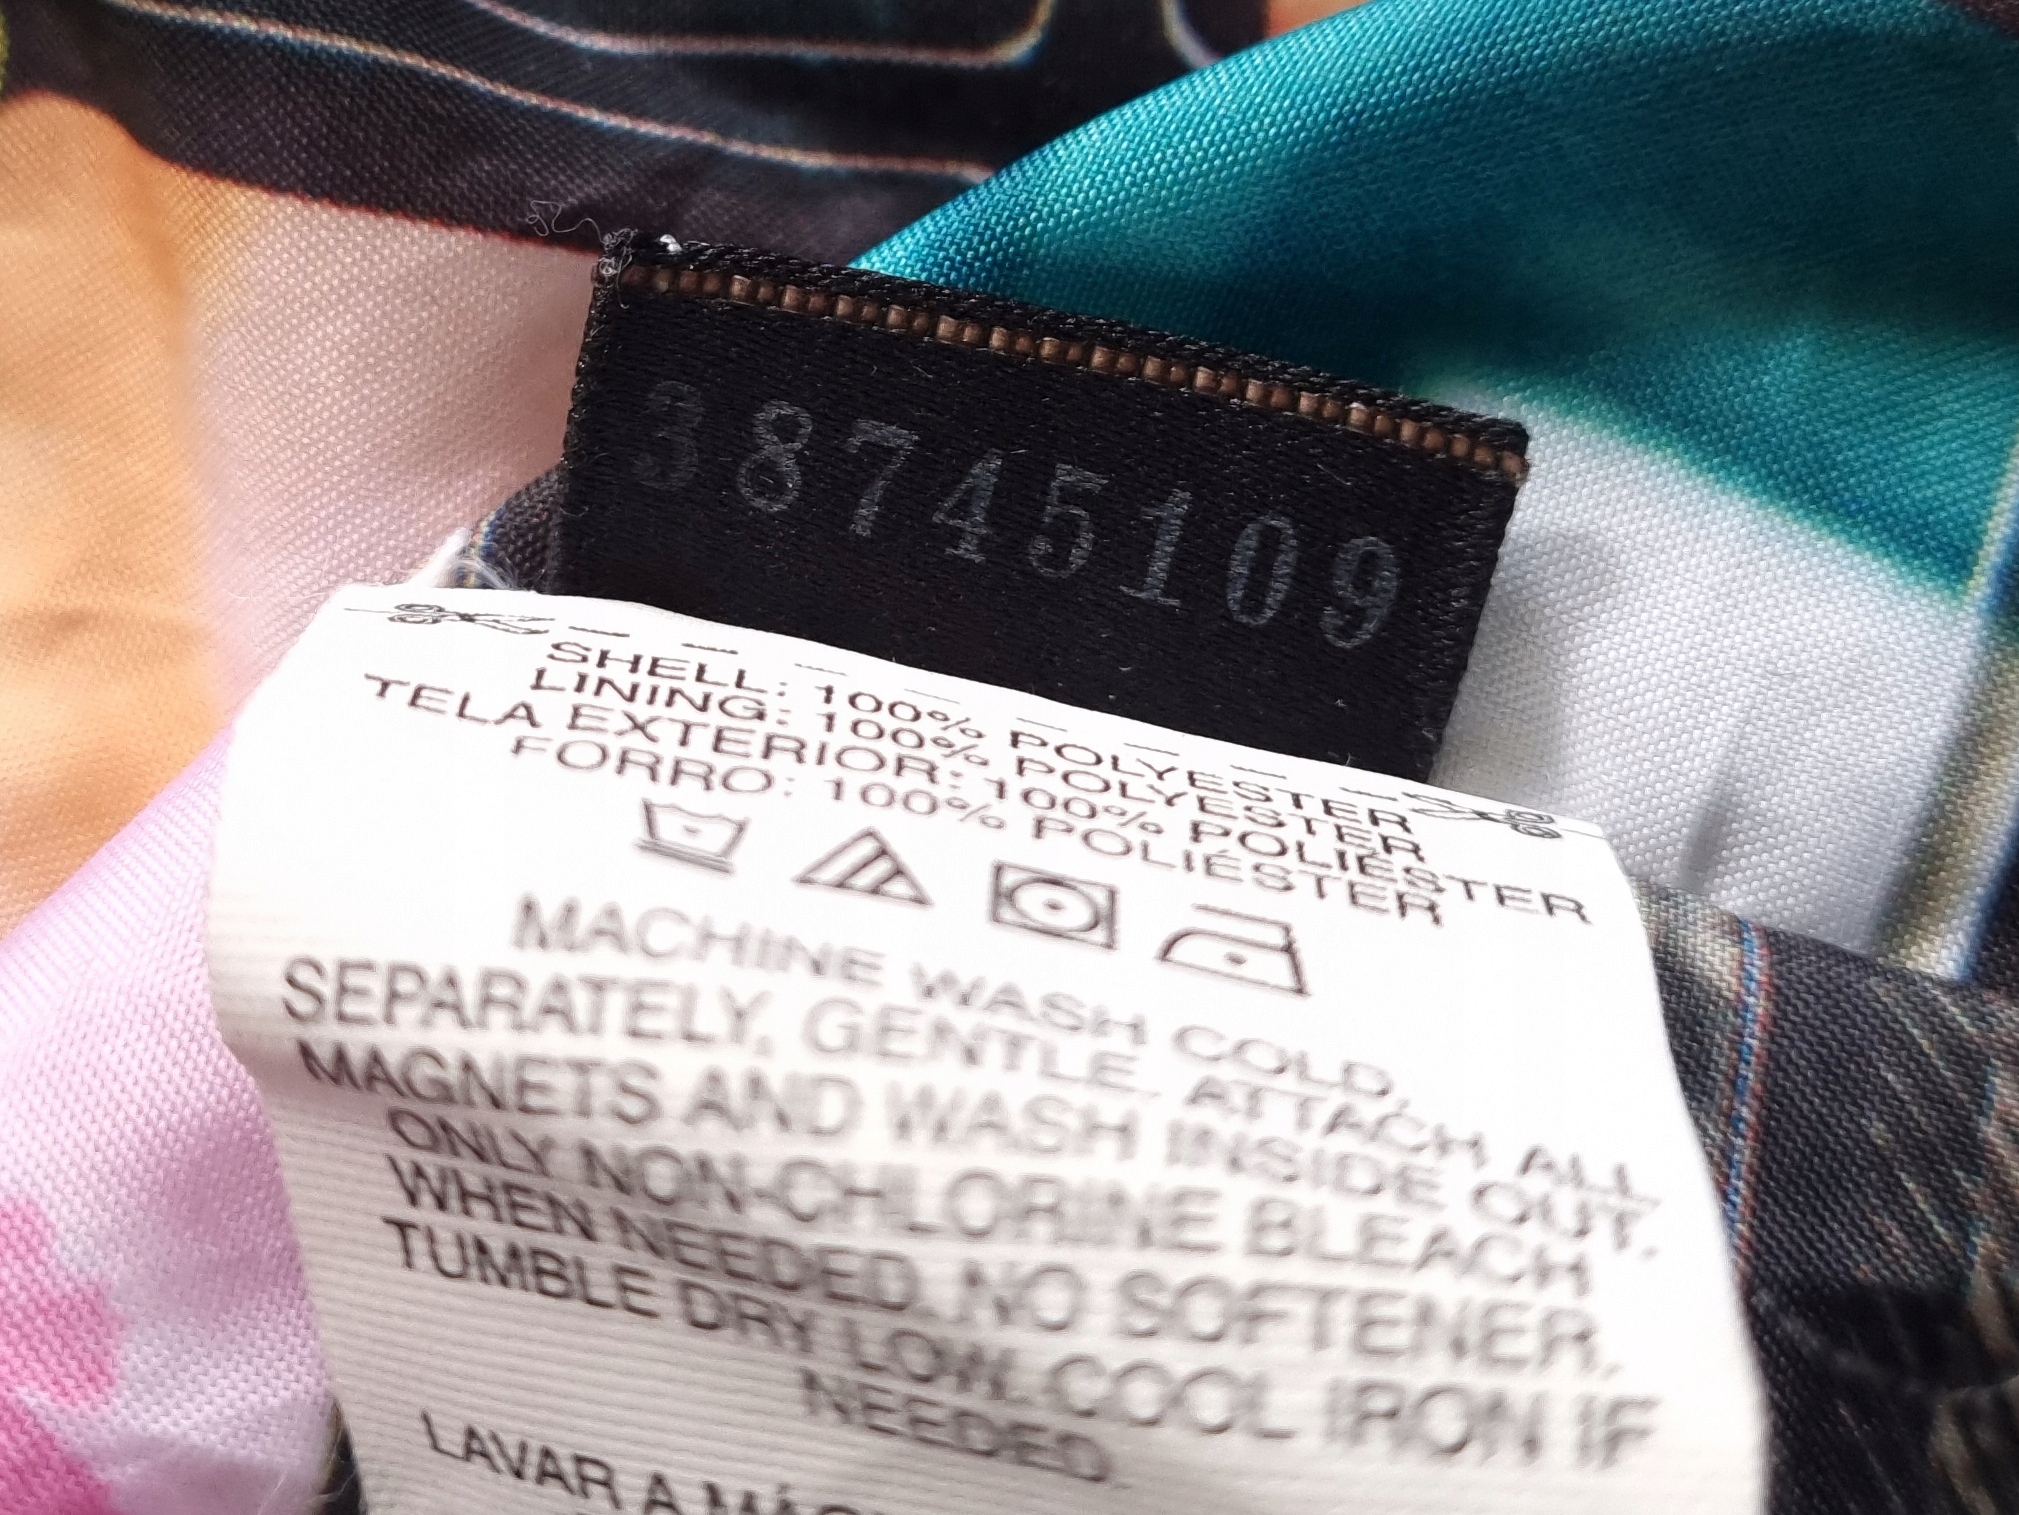 38745109
SHELL: 100% POLYESTER
LINING: 100% POLYESTER
TELA EXTERIOR: 100% POLIÉSTER
FORRO: 100% POLIÉSTER
MACHINE WASH COLD,
SEPARATELY, GENTLE. ATTACH ALL
MAGNETS AND WASH INSIDE OUT.
ONLY NON-CHLORINE BLEACH
WHEN NEEDED. NO SOFTENER.
TUMBLE DRY LOW. COOL IRON IF
NEEDED.
LAVAR A